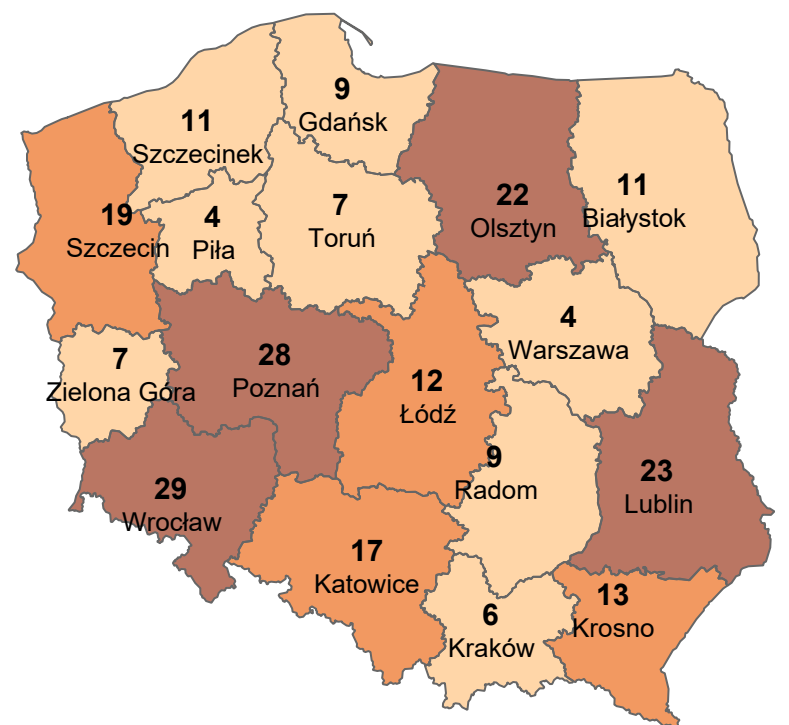 9
Gdańsk
11
Szczecinek
11
Białystok
22
Olsztyn
7
Toruń
19
Szczecin
4
Piła
4
Warszawa
7
Zielona Góra
28
Poznań
12
Łódź
9
Radom
23
Lublin
29
Wrocław
17
Katowice
13
Krosno
6
Kraków